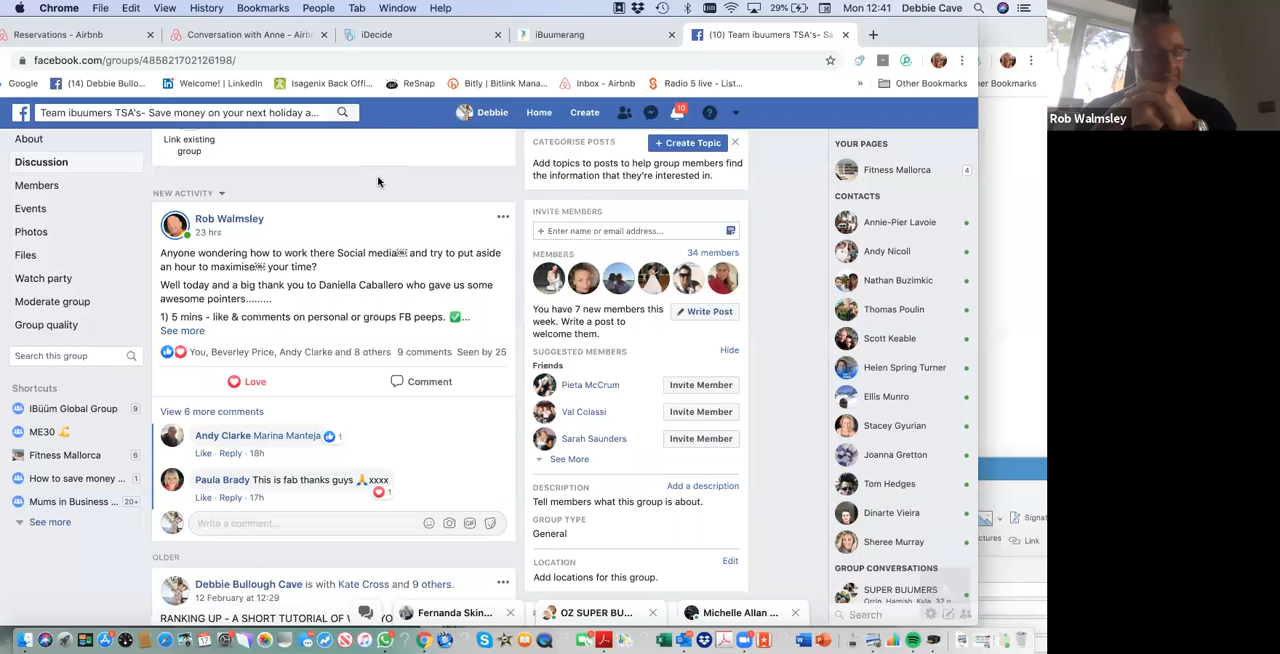 Chrome File Edit View History Bookmarks People Tab Window Help 29% Mon 12:41 Debbie Cave
Reservations - Airbnb Conversation with Anne - Airbnb iDecide iBuumerang (10) Team ibuumers TSA's- Sa
facebook.com/groups/485821702126198/
Google (14) Debbie Bullo... Welcome! | LinkedIn Isagenix Back Offi... ReSnap Bitly | Bitlink Mana... Inbox - Airbnb Radio 5 live - List... » Other Bookmarks Other Bookmarks
Team ibuumers TSA's- Save money on your next holiday a... Debbie Home Create 10
About
Discussion
Members
Events
Photos
Files
Watch party
Moderate group
Group quality
Search this group
Shortcuts
IBüüm Global Group 9
ME30 💪
Fitness Mallorca 6
How to save money ... 1
Mums in Business ... 20+
See more
Link existing
group
NEW ACTIVITY
Rob Walmsley
23 hrs
Anyone wondering how to work there Social media and try to put aside
an hour to maximise your time?
Well today and a big thank you to Daniella Caballero who gave us some
awesome pointers.........
1) 5 mins - like & comments on personal or groups FB peeps. ✅...
See more
You, Beverley Price, Andy Clarke and 8 others 9 comments Seen by 25
Love Comment
View 6 more comments
Andy Clarke Marina Manteja 1
Like · Reply · 18h
Paula Brady This is fab thanks guys 🙏xxxx
1
Like · Reply · 17h
Write a comment...
OLDER
Debbie Bullough Cave is with Kate Cross and 9 others.
12 February at 12:29
RANKING UP - A SHORT TUTORIAL OF
CATEGORISE POSTS + Create Topic
Add topics to posts to help group members find
the information that they're interested in.
INVITE MEMBERS
+ Enter name or email address...
MEMBERS 34 members
You have 7 new members this
week. Write a post to
welcome them.
Write Post
SUGGESTED MEMBERS Hide
Friends
Pieta McCrum Invite Member
Val Colassi Invite Member
Sarah Saunders Invite Member
See More
DESCRIPTION Add a description
Tell members what this group is about.
GROUP TYPE
General
LOCATION Edit
Add locations for this group.
Fernanda Skin... OZ SUPER BU... Michelle Allan ...
YOUR PAGES
Fitness Mallorca 4
CONTACTS
Annie-Pier Lavoie
Andy Nicoll
Nathan Buzimkic
Thomas Poulin
Scott Keable
Helen Spring Turner
Ellis Munro
Stacey Gyurian
Joanna Gretton
Tom Hedges
Dinarte Vieira
Sheree Murray
GROUP CONVERSATIONS
SUPER BUUMERS
Search
Signat
ctures Link
Rob Walmsley